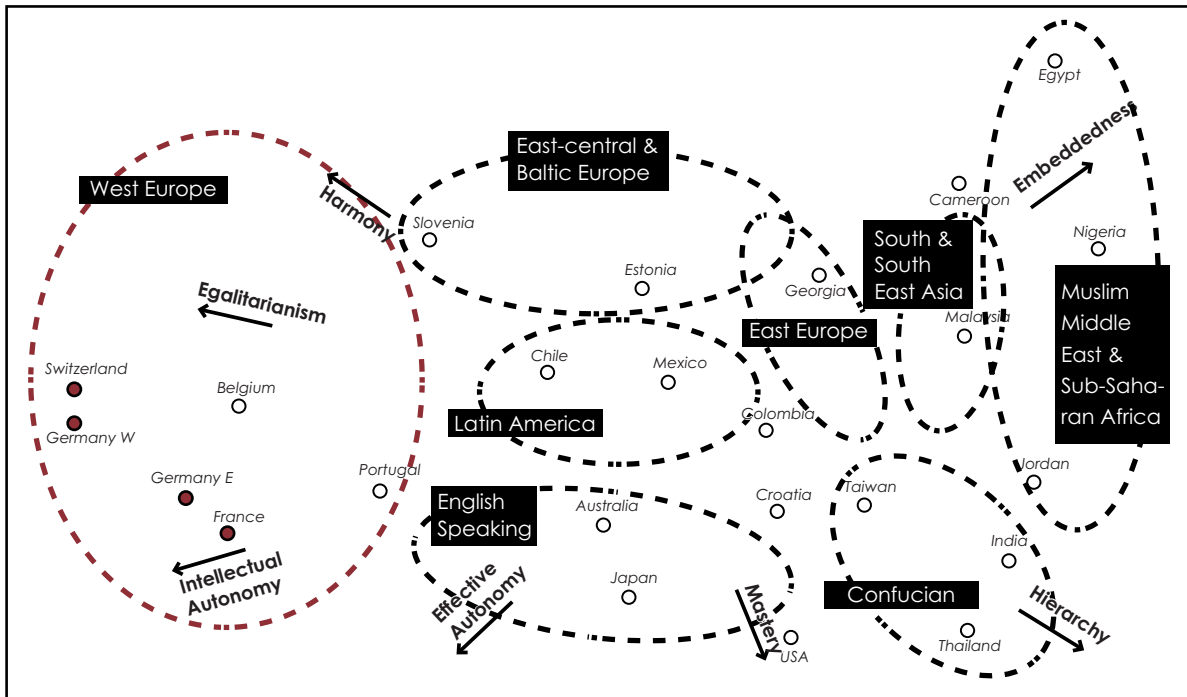 Egypt
Embeddedness
East-central &
Baltic Europe
West Europe
Harmony
Cameroon
Slovenia
South &
South
East Asia
Nigeria
Estonia
Georgia
Egalitarianism
Muslim
Middle
East &
Sub-Saha-
ran Africa
East Europe
Malaysia
Chile
Mexico
Switzerland
Belgium
Latin America
Colombia
Germany W
Germany E
Portugal
Jordan
France
English
Speaking
Australia
Croatia
Taiwan
India
Intellectual
Autonomy
Effective
Autonomy
Japan
Mastery
Confucian
Hierarchy
USA
Thailand